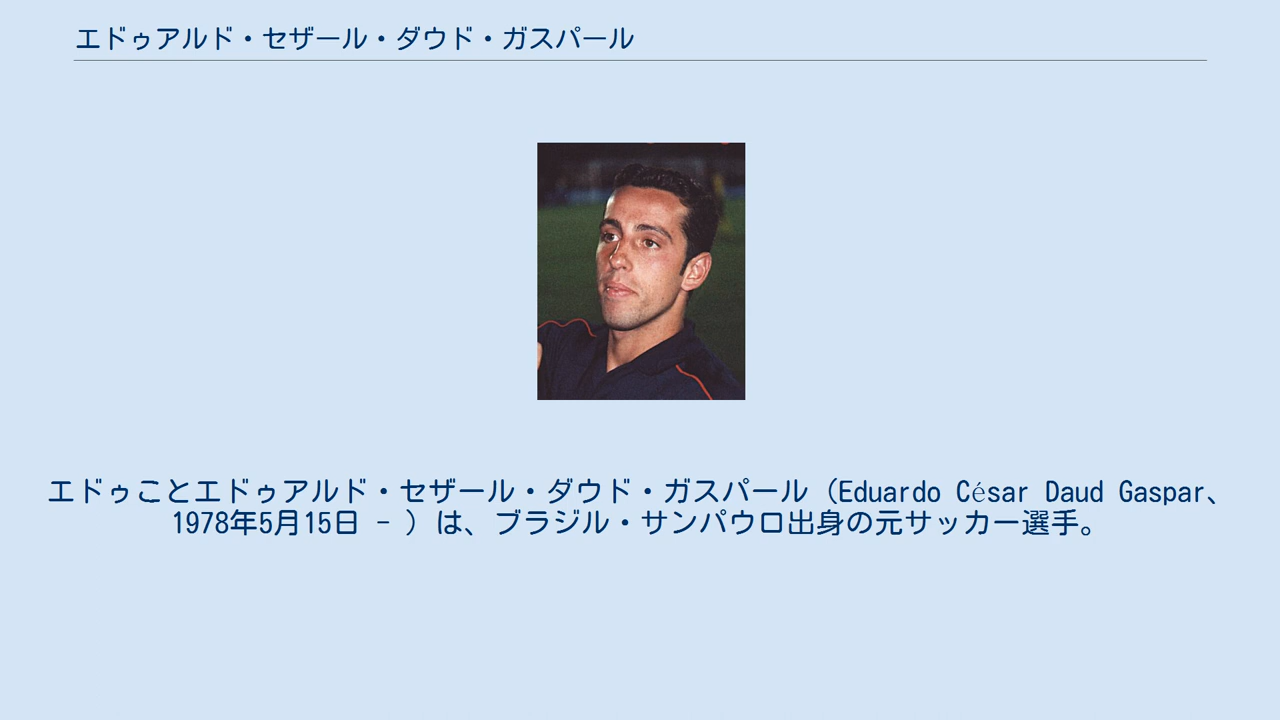 エドゥアルド・セザール・ダウド・ガスパール
エドゥことエドゥアルド・セザール・ダウド・ガスパール（Eduardo César Daud Gaspar、
1978年5月15日 - ）は、ブラジル・サンパウロ出身の元サッカー選手。